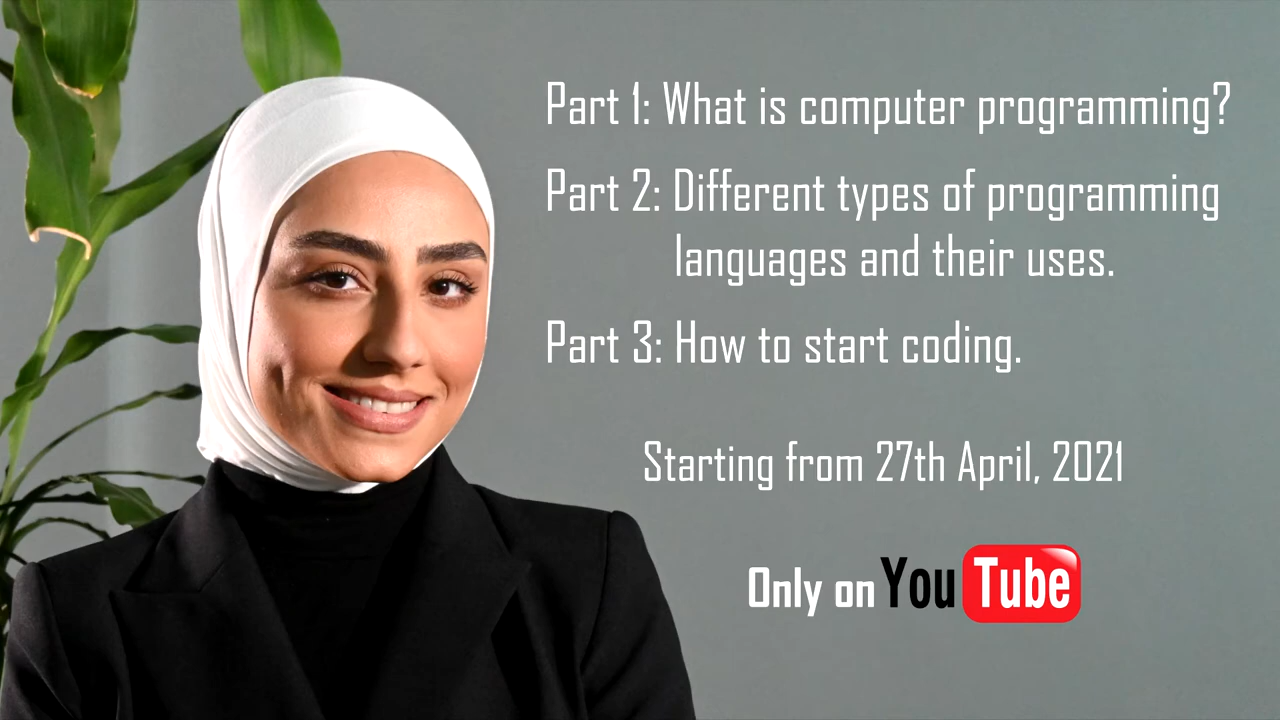 Part 1: What is computer programming?
Part 2: Different types of programming
languages and their uses.
Part 3: How to start coding.
Starting from 27th April, 2021
Only on YouTube